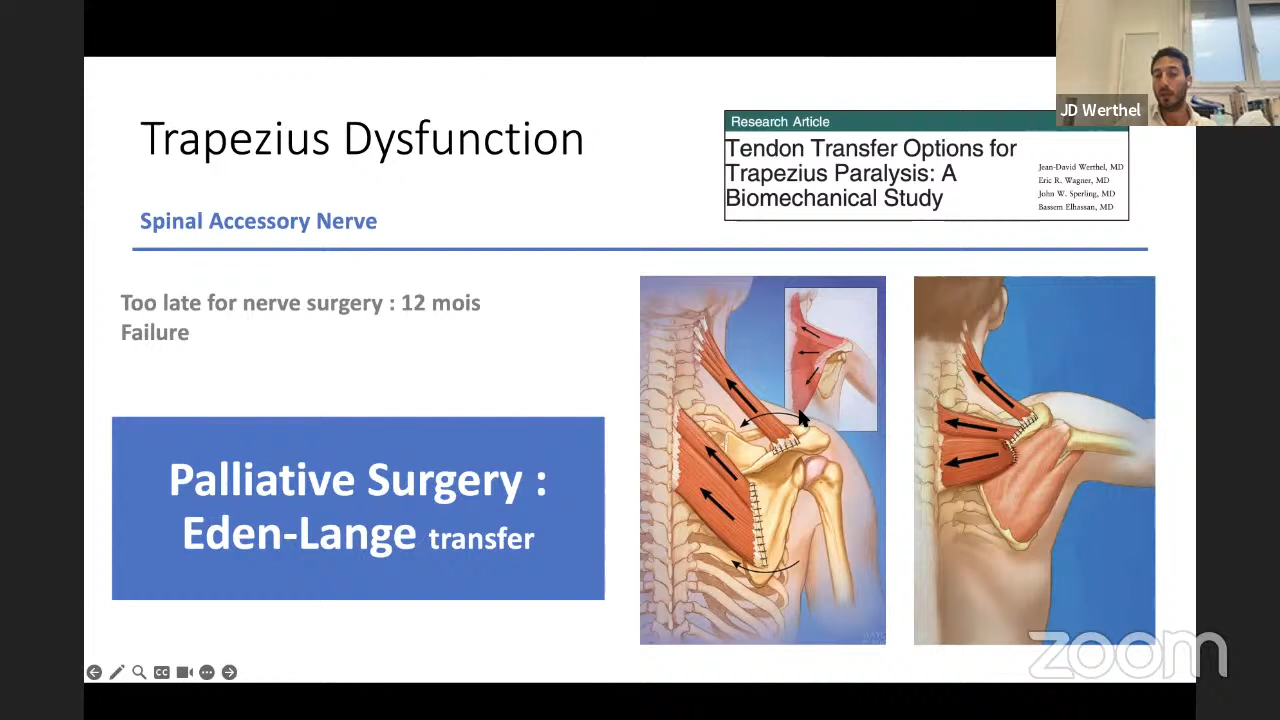 JD Werthel
Trapezius Dysfunction
Spinal Accessory Nerve
Research Article
Tendon Transfer Options for
Trapezius Paralysis: A
Biomechanical Study
Jean-David Werthel, MD
Eric R. Wagner, MD
John W. Sperling, MD
Bassem Elhassan, MD
Too late for nerve surgery : 12 mois
Failure
Palliative Surgery :
Eden-Lange transfer
CC
zoom